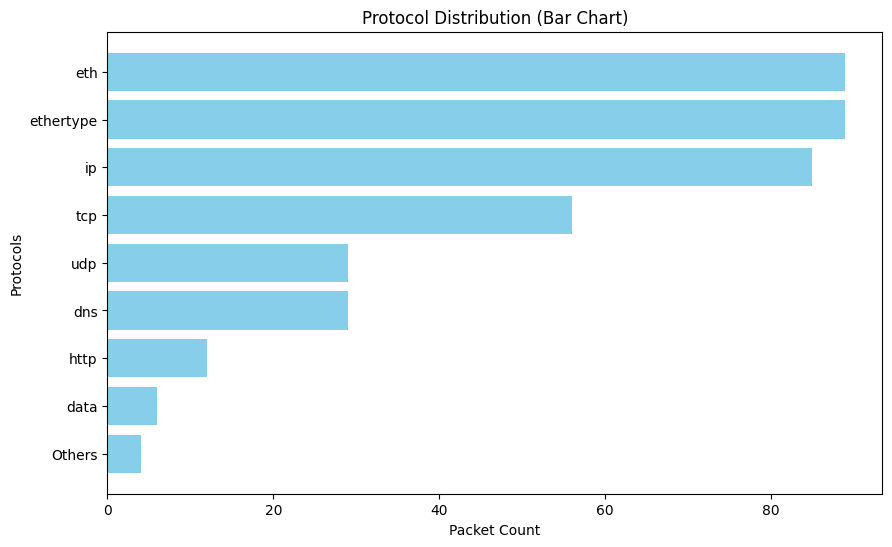 Protocol Distribution (Bar Chart)
Protocols
eth
ethertype
ip
tcp
udp
dns
http
data
Others
0 20 40 60 80
Packet Count